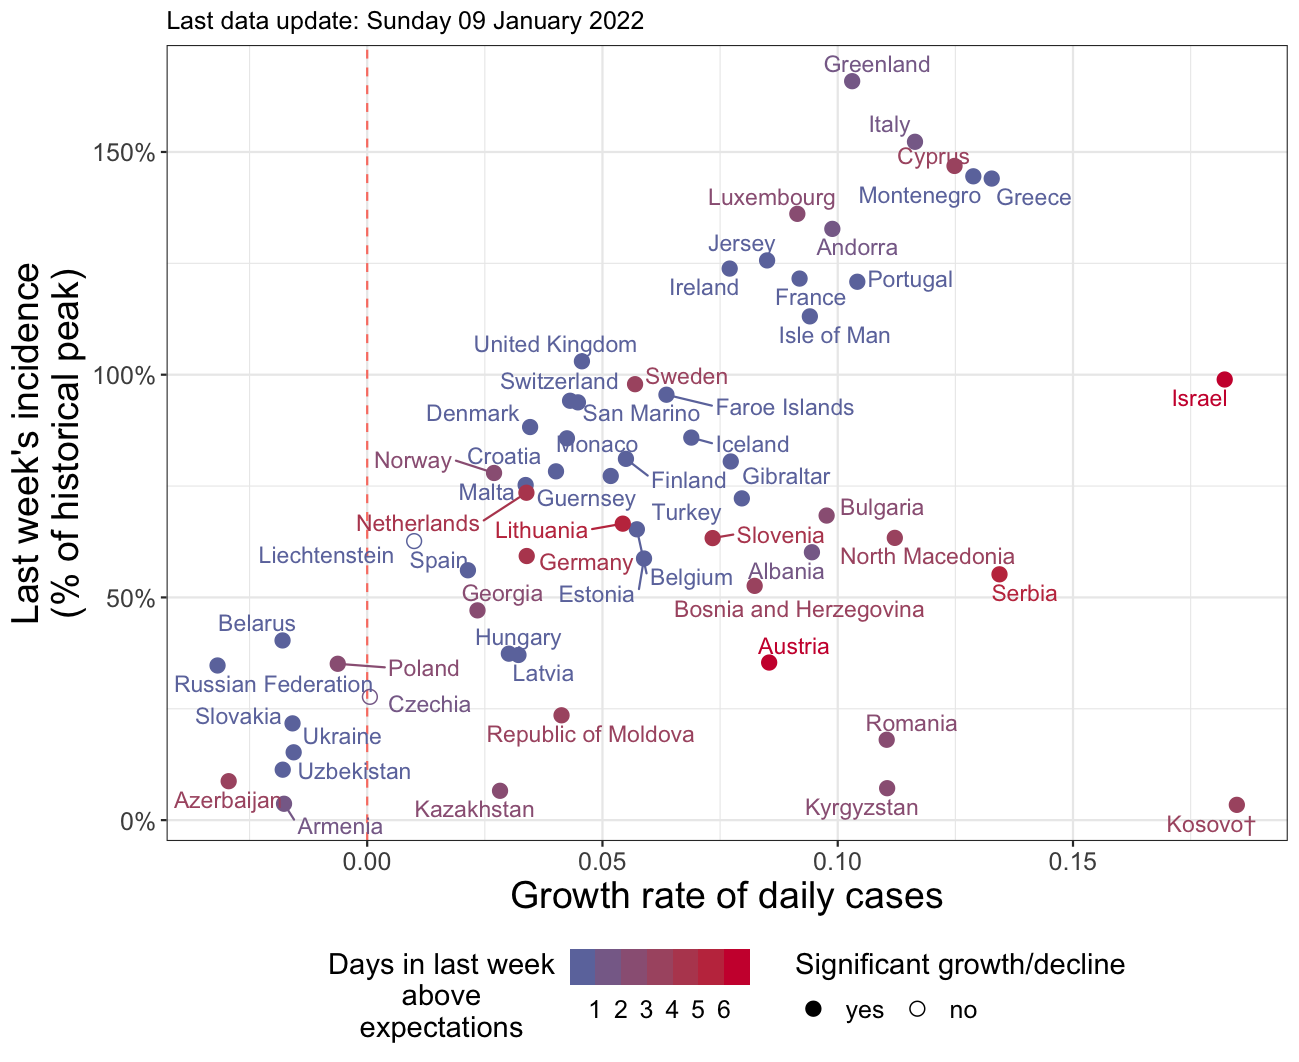 Last data update: Sunday 09 January 2022
Last week's incidence
(% of historical peak)
150%
100%
50%
0%
Greenland
Italy
Cyprus
Montenegro
Greece
Luxembourg
Andorra
Jersey
Ireland
France
Portugal
Isle of Man
United Kingdom
Switzerland
Sweden
Israel
Denmark
San Marino
Faroe Islands
Monaco
Iceland
Norway
Croatia
Finland
Gibraltar
Malta
Guernsey
Turkey
Bulgaria
Netherlands
Lithuania
Slovenia
Liechtenstein
Spain
Germany
North Macedonia
Belgium
Albania
Estonia
Serbia
Georgia
Bosnia and Herzegovina
Belarus
Hungary
Austria
Poland
Latvia
Russian Federation
Czechia
Slovakia
Ukraine
Republic of Moldova
Romania
Uzbekistan
Azerbaijan
Kazakhstan
Kyrgyzstan
Armenia
Kosovo†
0.00 0.05 0.10 0.15
Growth rate of daily cases
Days in last week
above
expectations
1 2 3 4 5 6
Significant growth/decline
yes no